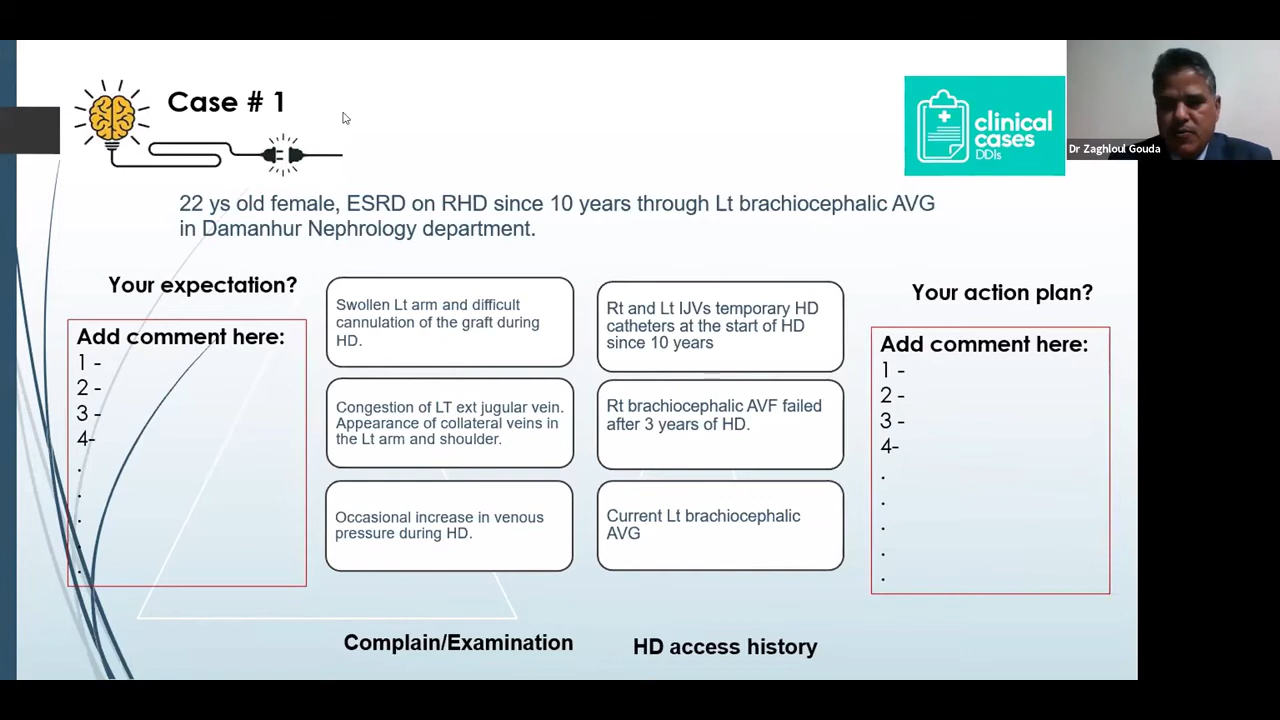 Case # 1
clinical
cases
DDIs
Dr Zaghloul Gouda
22 ys old female, ESRD on RHD since 10 years through Lt brachiocephalic AVG
in Damanhur Nephrology department.
Your expectation?
Add comment here:
1 -
2 -
3 -
4-
.
.
.
.
.
Swollen Lt arm and difficult
cannulation of the graft during
HD.
Congestion of LT ext jugular vein.
Appearance of collateral veins in
the Lt arm and shoulder.
Occasional increase in venous
pressure during HD.
Complain/Examination
Rt and Lt IJVs temporary HD
catheters at the start of HD
since 10 years
Rt brachiocephalic AVF failed
after 3 years of HD.
Current Lt brachiocephalic
AVG
HD access history
Your action plan?
Add comment here:
1 -
2 -
3 -
4-
.
.
.
.
.